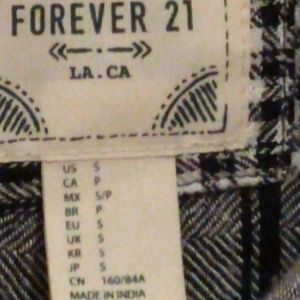 FOREVER 21
LA.CA
US S
CA P
MX S/P
BR P
EU S
UK S
KR S
JP S
CN 160/84A
MADE IN INDIA